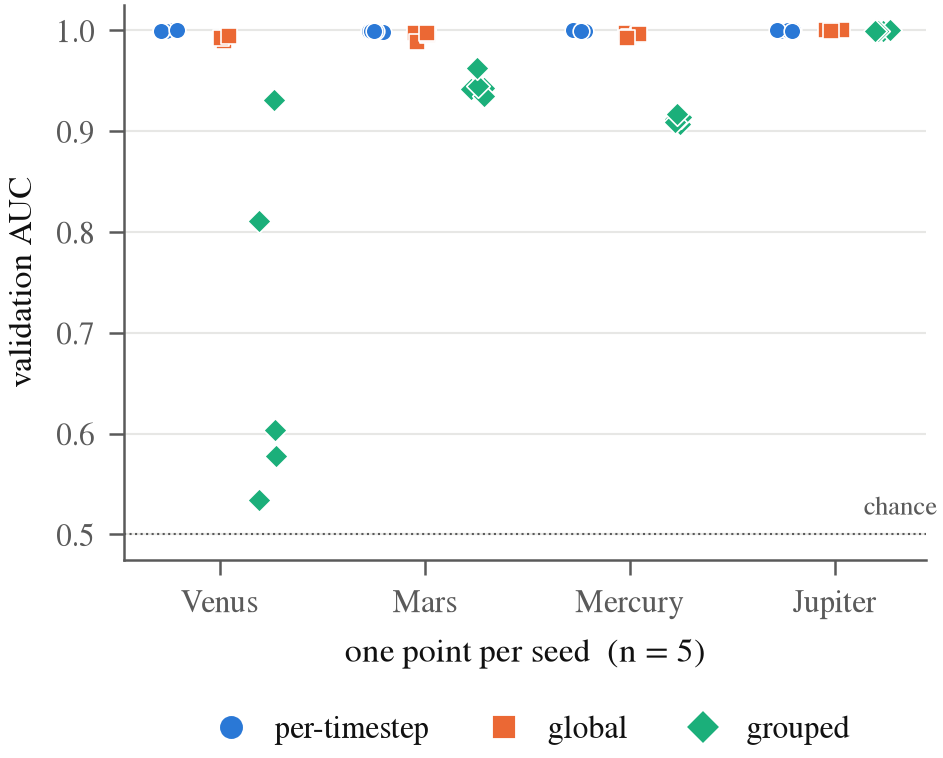 1.0
0.9
0.8
0.7
0.6
0.5
validation AUC
chance
Venus Mars Mercury Jupiter
one point per seed (n = 5)
per-timestep global grouped